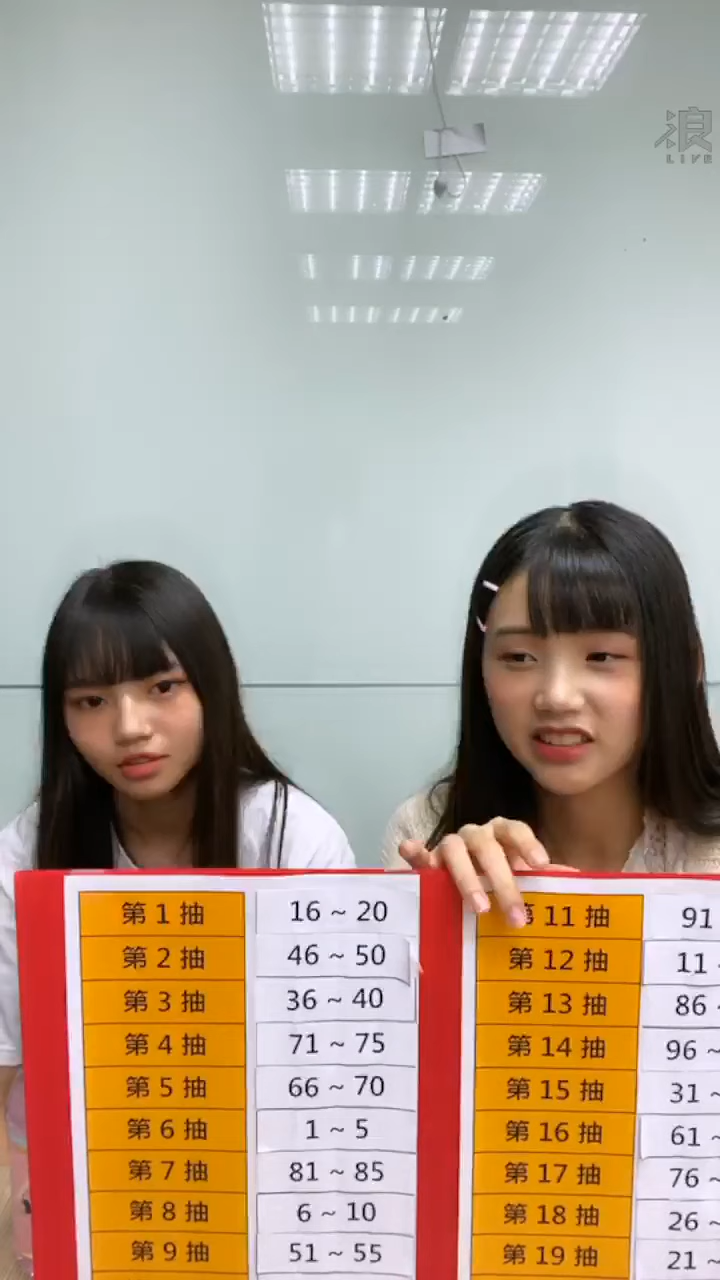 浪
LIVE
第 1 抽 16 ~ 20
第 2 抽 46 ~ 50
第 3 抽 36 ~ 40
第 4 抽 71 ~ 75
第 5 抽 66 ~ 70
第 6 抽 1 ~ 5
第 7 抽 81 ~ 85
第 8 抽 6 ~ 10
第 9 抽 51 ~ 55
第 11 抽 91
第 12 抽 11
第 13 抽 86
第 14 抽 96 ~
第 15 抽 31 ~
第 16 抽 61 ~
第 17 抽 76 ~
第 18 抽 26 ~
第 19 抽 21 ~